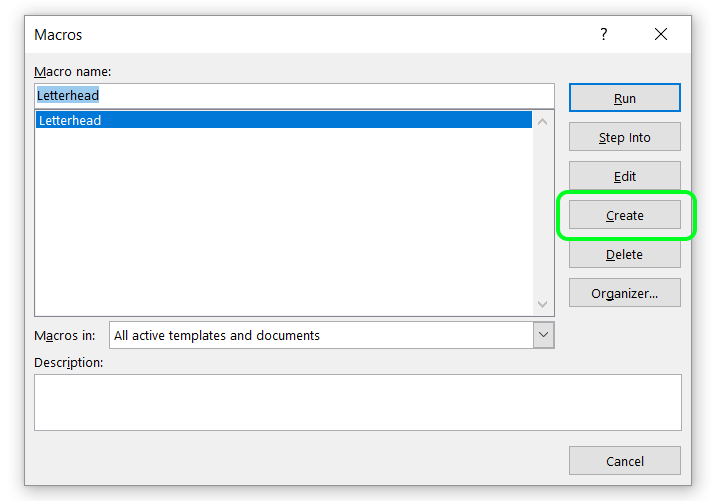 Macros ?
Macro name:
Letterhead
Letterhead
Run
Step Into
Edit
Create
Delete
Organizer...
Macros in: All active templates and documents
Description:
Cancel